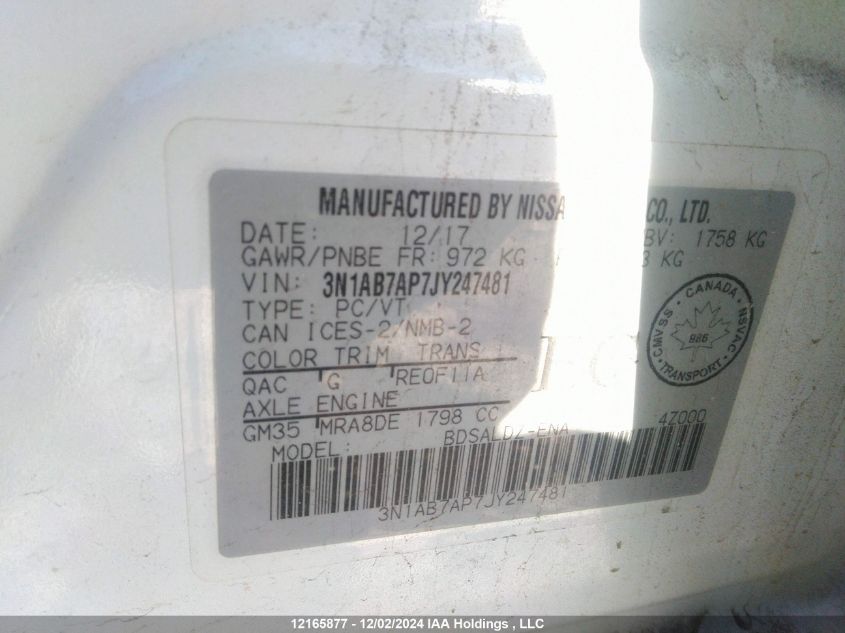 MANUFACTURED BY NISSA CO., LTD.
DATE: 12/17 BV: 1758 KG
GAWR/PNBE FR: 972 KG KG
VIN: 3N1AB7AP7JY247481
TYPE: PC/VT
CAN ICES-2/NMB-2
COLOR TRIM TRANS
QAC G RE0F11A
AXLE ENGINE
GM35 MRA8DE 1798 CC
MODEL: BDSALDZ-ENA 4Z000
3N1AB7AP7JY247481
CANADA
CMVSS NSVAC
986
TRANSPORT
12165877 - 12/02/2024 IAA Holdings , LLC